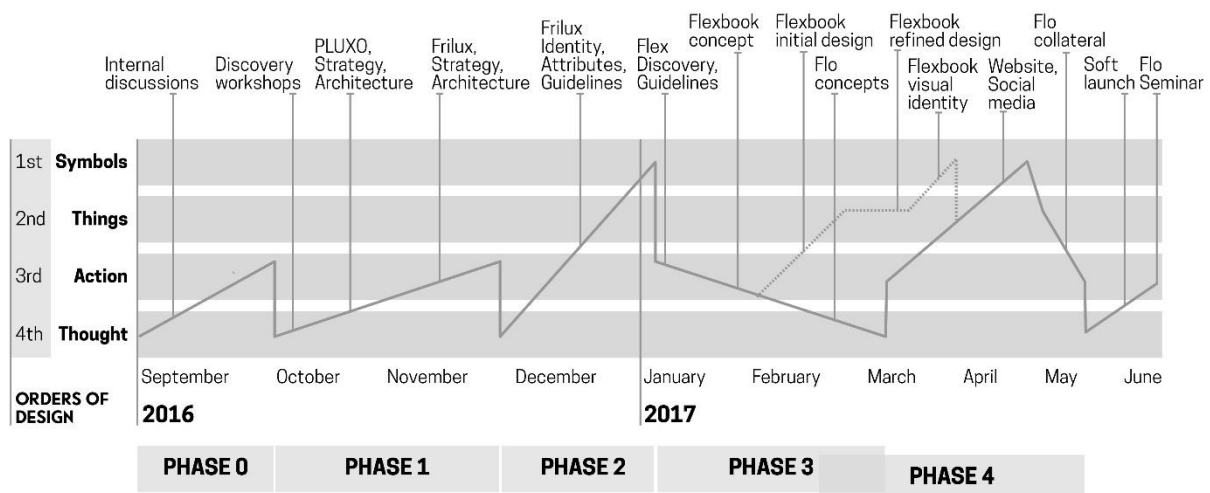 Internal
discussions
Discovery
workshops
PLUXO,
Strategy,
Architecture
Frilux,
Strategy,
Architecture
Frilux
Identity,
Attributes,
Guidelines
Flex
Discovery,
Guidelines
Flexbook
concept
Flexbook
initial design
Flo
concepts
Flexbook
refined design
Flexbook
visual
identity
Website,
Social
media
Flo
collateral
Soft
launch
Flo
Seminar
1st Symbols
2nd Things
3rd Action
4th Thought
September October November December January February March April May June
ORDERS OF
DESIGN
2016 2017
PHASE 0 PHASE 1 PHASE 2 PHASE 3 PHASE 4